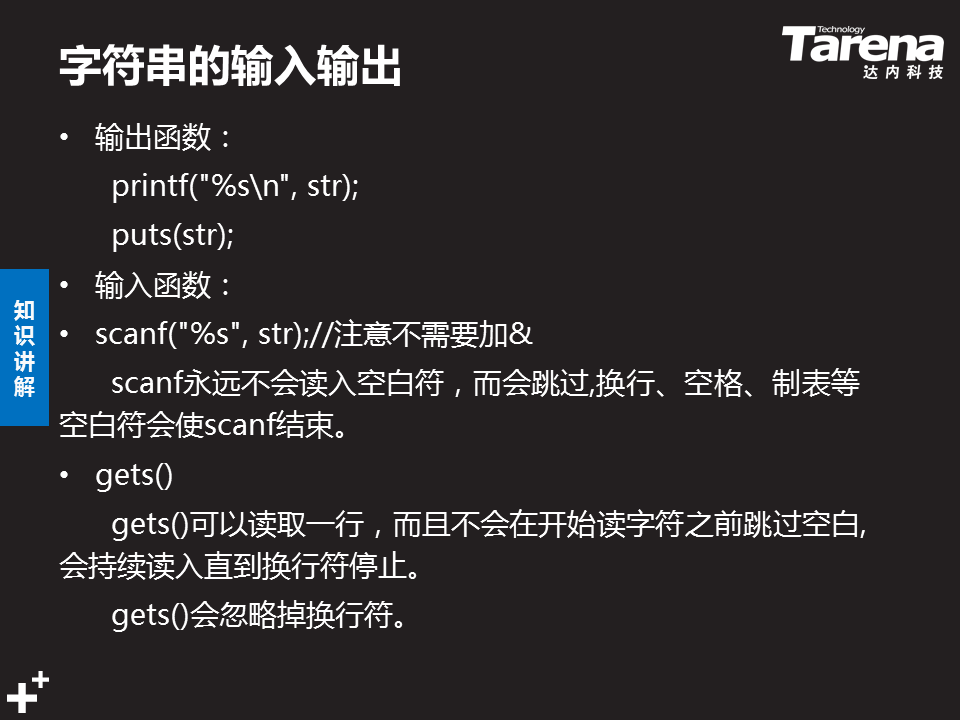 字符串的输入输出
Technology
Tarena
达内科技
• 输出函数：
printf("%s\n", str);
puts(str);
• 输入函数：
• scanf("%s", str);//注意不需要加&
scanf永远不会读入空白符，而会跳过,换行、空格、制表等
空白符会使scanf结束。
• gets()
gets()可以读取一行，而且不会在开始读字符之前跳过空白,
会持续读入直到换行符停止。
gets()会忽略掉换行符。
知识讲解